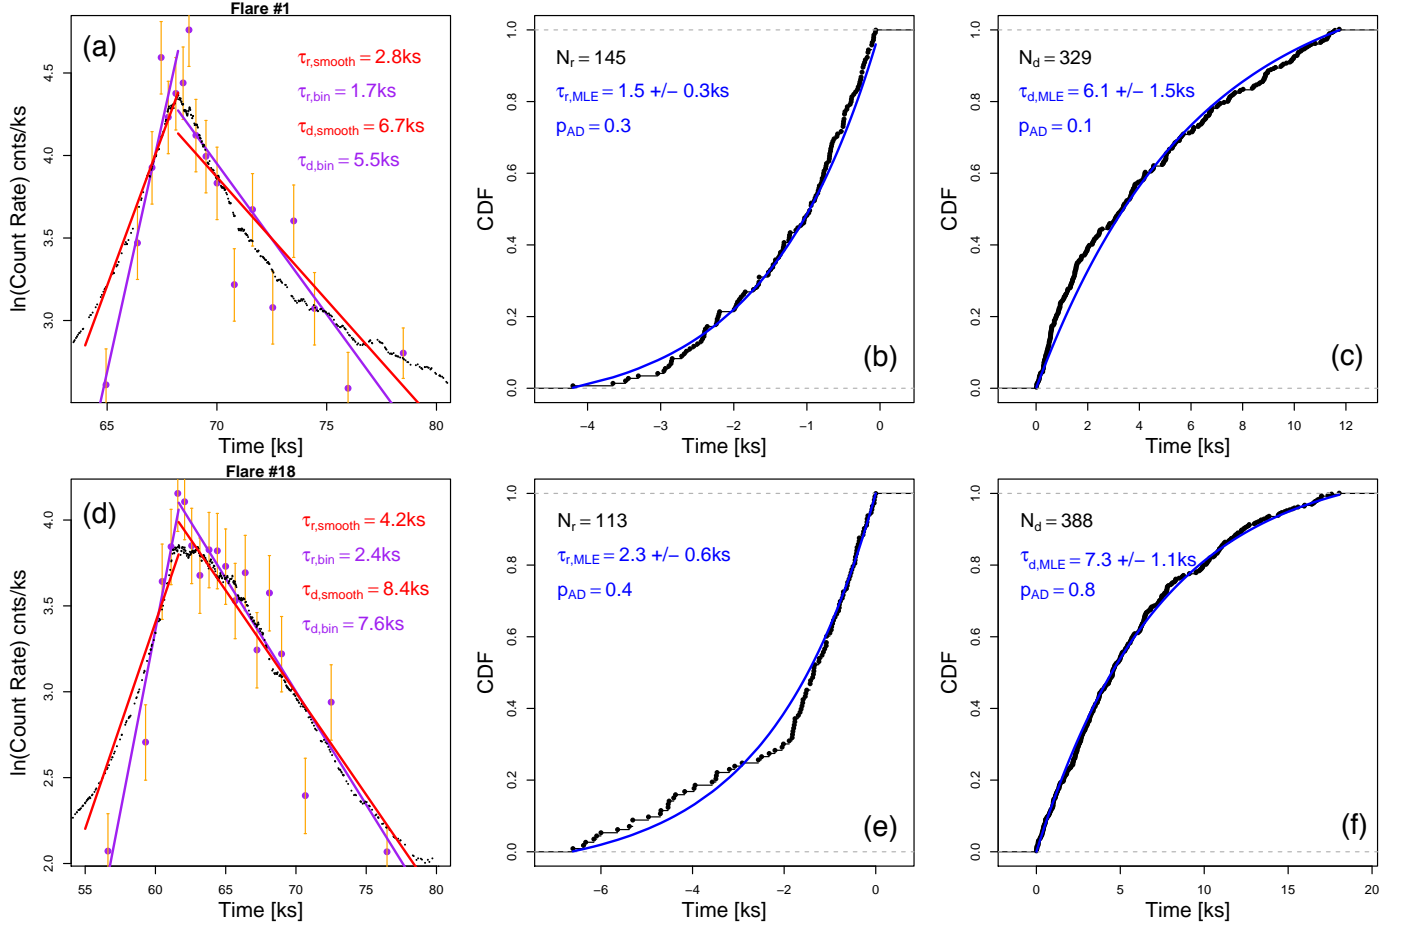 Flare #1
(a)
τr,smooth = 2.8ks
τr,bin = 1.7ks
τd,smooth = 6.7ks
τd,bin = 5.5ks
ln(Count Rate) cnts/ks
4.5
4.0
3.5
3.0
65 70 75 80
Time [ks]
Nr = 145
τr,MLE = 1.5 +/− 0.3ks
pAD = 0.3
(b)
CDF
1.0
0.8
0.6
0.4
0.2
0.0
−4 −3 −2 −1 0
Time [ks]
Nd = 329
τd,MLE = 6.1 +/− 1.5ks
pAD = 0.1
(c)
CDF
1.0
0.8
0.6
0.4
0.2
0.0
0 2 4 6 8 10 12
Time [ks]
Flare #18
(d)
τr,smooth = 4.2ks
τr,bin = 2.4ks
τd,smooth = 8.4ks
τd,bin = 7.6ks
ln(Count Rate) cnts/ks
4.0
3.5
3.0
2.5
2.0
55 60 65 70 75 80
Time [ks]
Nr = 113
τr,MLE = 2.3 +/− 0.6ks
pAD = 0.4
(e)
CDF
1.0
0.8
0.6
0.4
0.2
0.0
−6 −4 −2 0
Time [ks]
Nd = 388
τd,MLE = 7.3 +/− 1.1ks
pAD = 0.8
(f)
CDF
1.0
0.8
0.6
0.4
0.2
0.0
0 5 10 15 20
Time [ks]